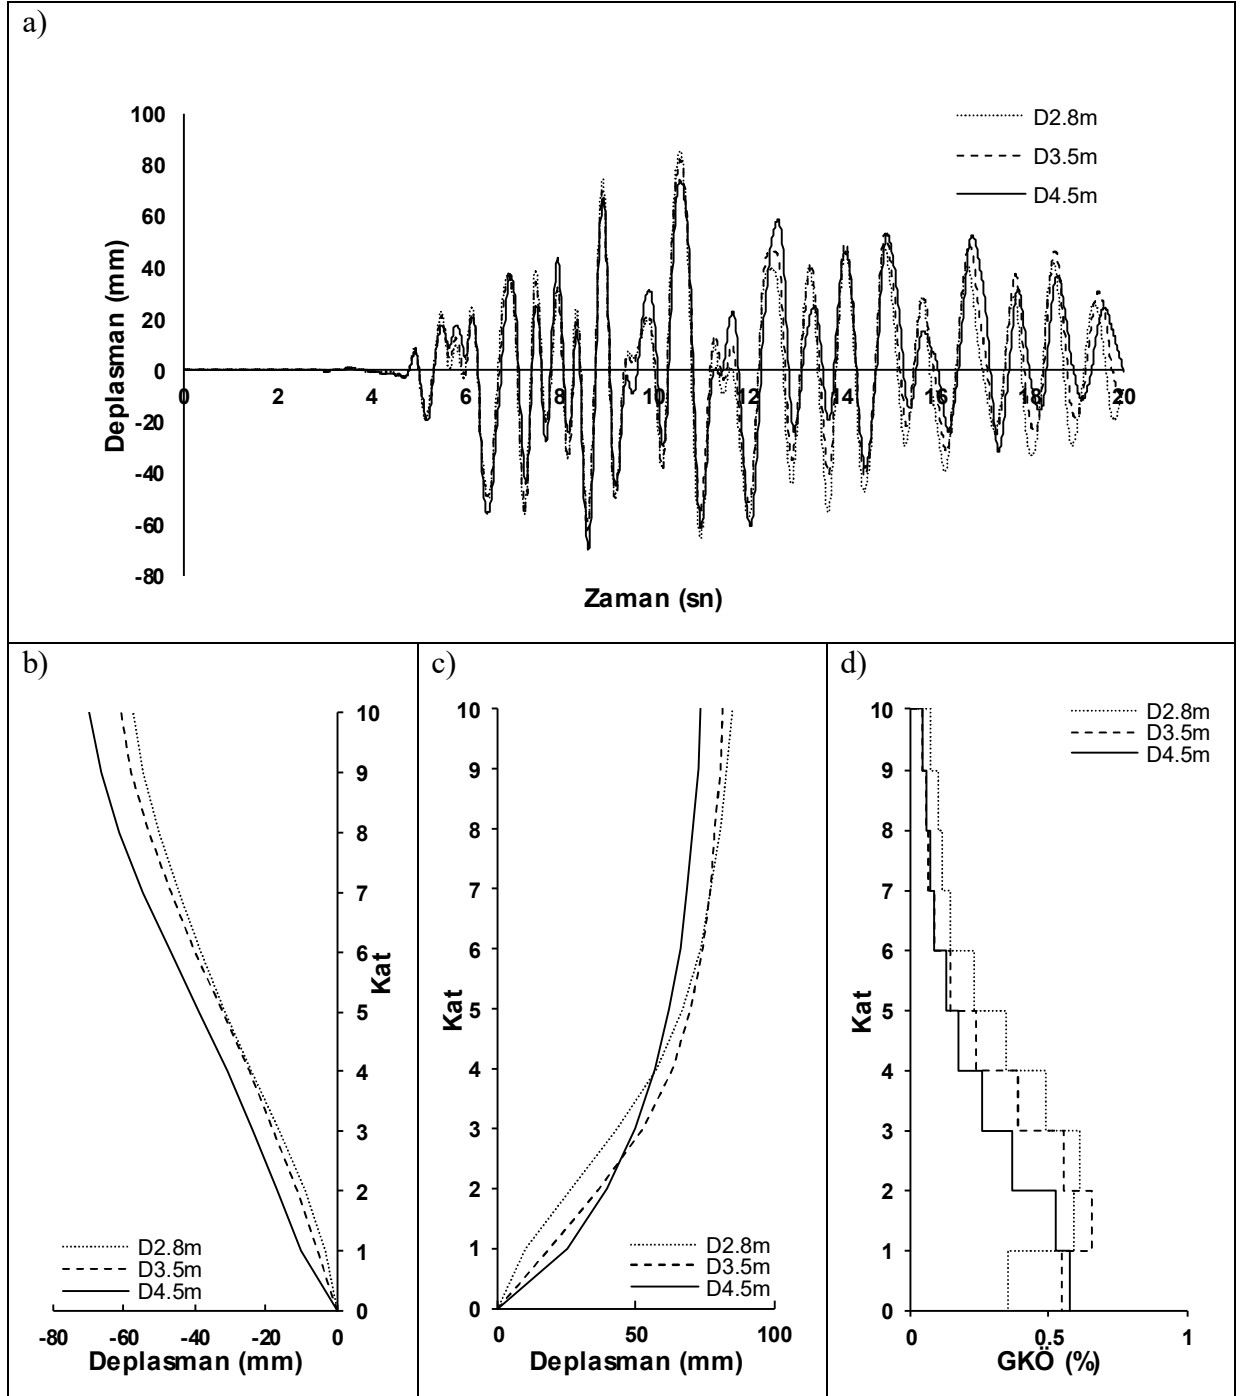 a)
100
80
60
40
20
0
-20
-40
-60
-80
Deplasman (mm)
0 2 4 6 8 10 12 14 16 18 20
Zaman (sn)
D2.8m
D3.5m
D4.5m
b)
10
9
8
7
6
5
4
3
2
1
0
Kat
D2.8m
D3.5m
D4.5m
-80 -60 -40 -20 0
Deplasman (mm)
c)
10
9
8
7
6
5
4
3
2
1
0
Kat
D2.8m
D3.5m
D4.5m
0 50 100
Deplasman (mm)
d)
10
9
8
7
6
5
4
3
2
1
0
Kat
D2.8m
D3.5m
D4.5m
0 0.5 1
GKÖ (%)